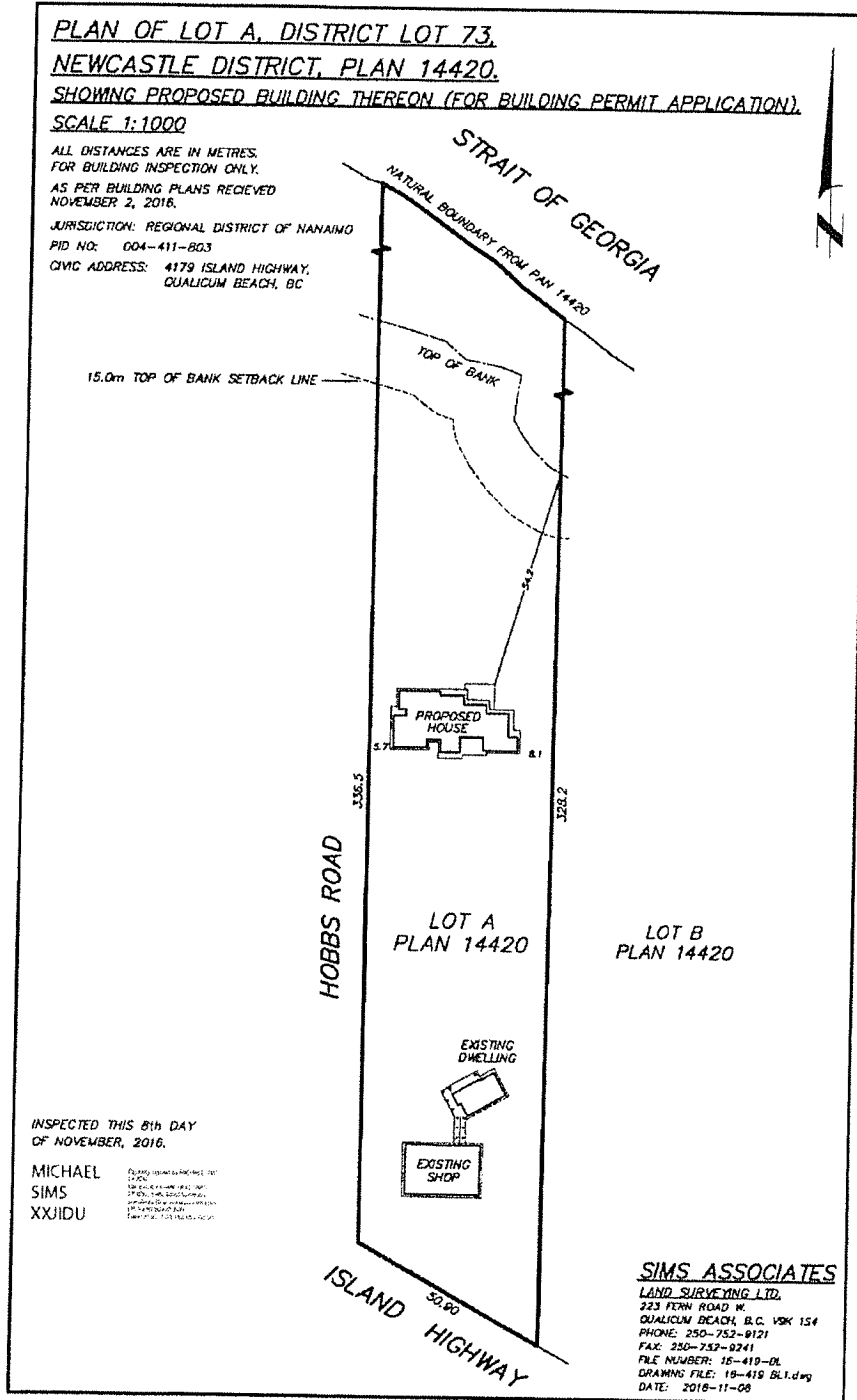 PLAN OF LOT A, DISTRICT LOT 73,
NEWCASTLE DISTRICT, PLAN 14420.
SHOWING PROPOSED BUILDING THEREON (FOR BUILDING PERMIT APPLICATION).
SCALE 1:1000
ALL DISTANCES ARE IN METRES.
FOR BUILDING INSPECTION ONLY.
AS PER BUILDING PLANS RECIEVED
NOVEMBER 2, 2016.
JURISDICTION: REGIONAL DISTRICT OF NANAIMO
PID NO: 004-411-803
CIVIC ADDRESS: 4179 ISLAND HIGHWAY,
QUALICUM BEACH, BC
N
STRAIT OF GEORGIA
NATURAL BOUNDARY FROM PAN 14420
TOP OF BANK
15.0m TOP OF BANK SETBACK LINE
54.2
PROPOSED
HOUSE
5.7
8.1
336.5
328.2
HOBBS ROAD
LOT A
PLAN 14420
LOT B
PLAN 14420
EXISTING
DWELLING
EXISTING
SHOP
INSPECTED THIS 8th DAY
OF NOVEMBER, 2016.
MICHAEL
SIMS
XXJIDU
50.90
ISLAND HIGHWAY
SIMS ASSOCIATES
LAND SURVEYING LTD.
223 FERN ROAD W.
QUALICUM BEACH, B.C. V9K 1S4
PHONE: 250-752-9121
FAX: 250-752-9241
FILE NUMBER: 16-419-BL
DRAWING FILE: 16-419 BL1.dwg
DATE: 2016-11-08